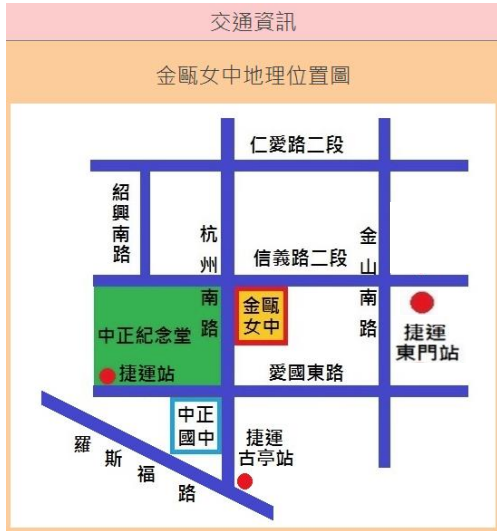 交通資訊
金甌女中地理位置圖
仁愛路二段
紹興南路
杭州南路
金山南路
信義路二段
金甌
女中
中正紀念堂
捷運站
捷運
東門站
愛國東路
中正
國中
捷運
古亭站
羅斯福路